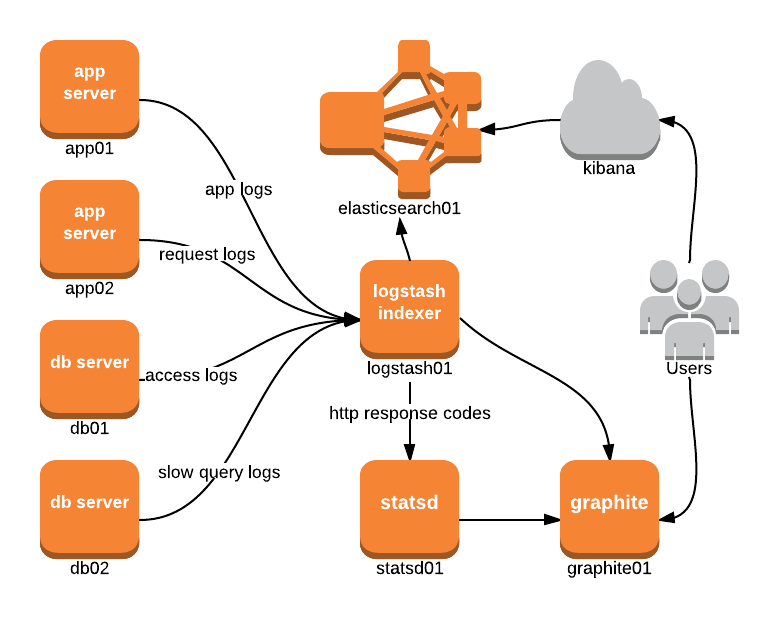 app
server
app01
app logs
app
server
app02
request logs
db server
db01
access logs
db server
db02
slow query logs
elasticsearch01
logstash
indexer
logstash01
http response codes
statsd
statsd01
graphite
graphite01
kibana
Users